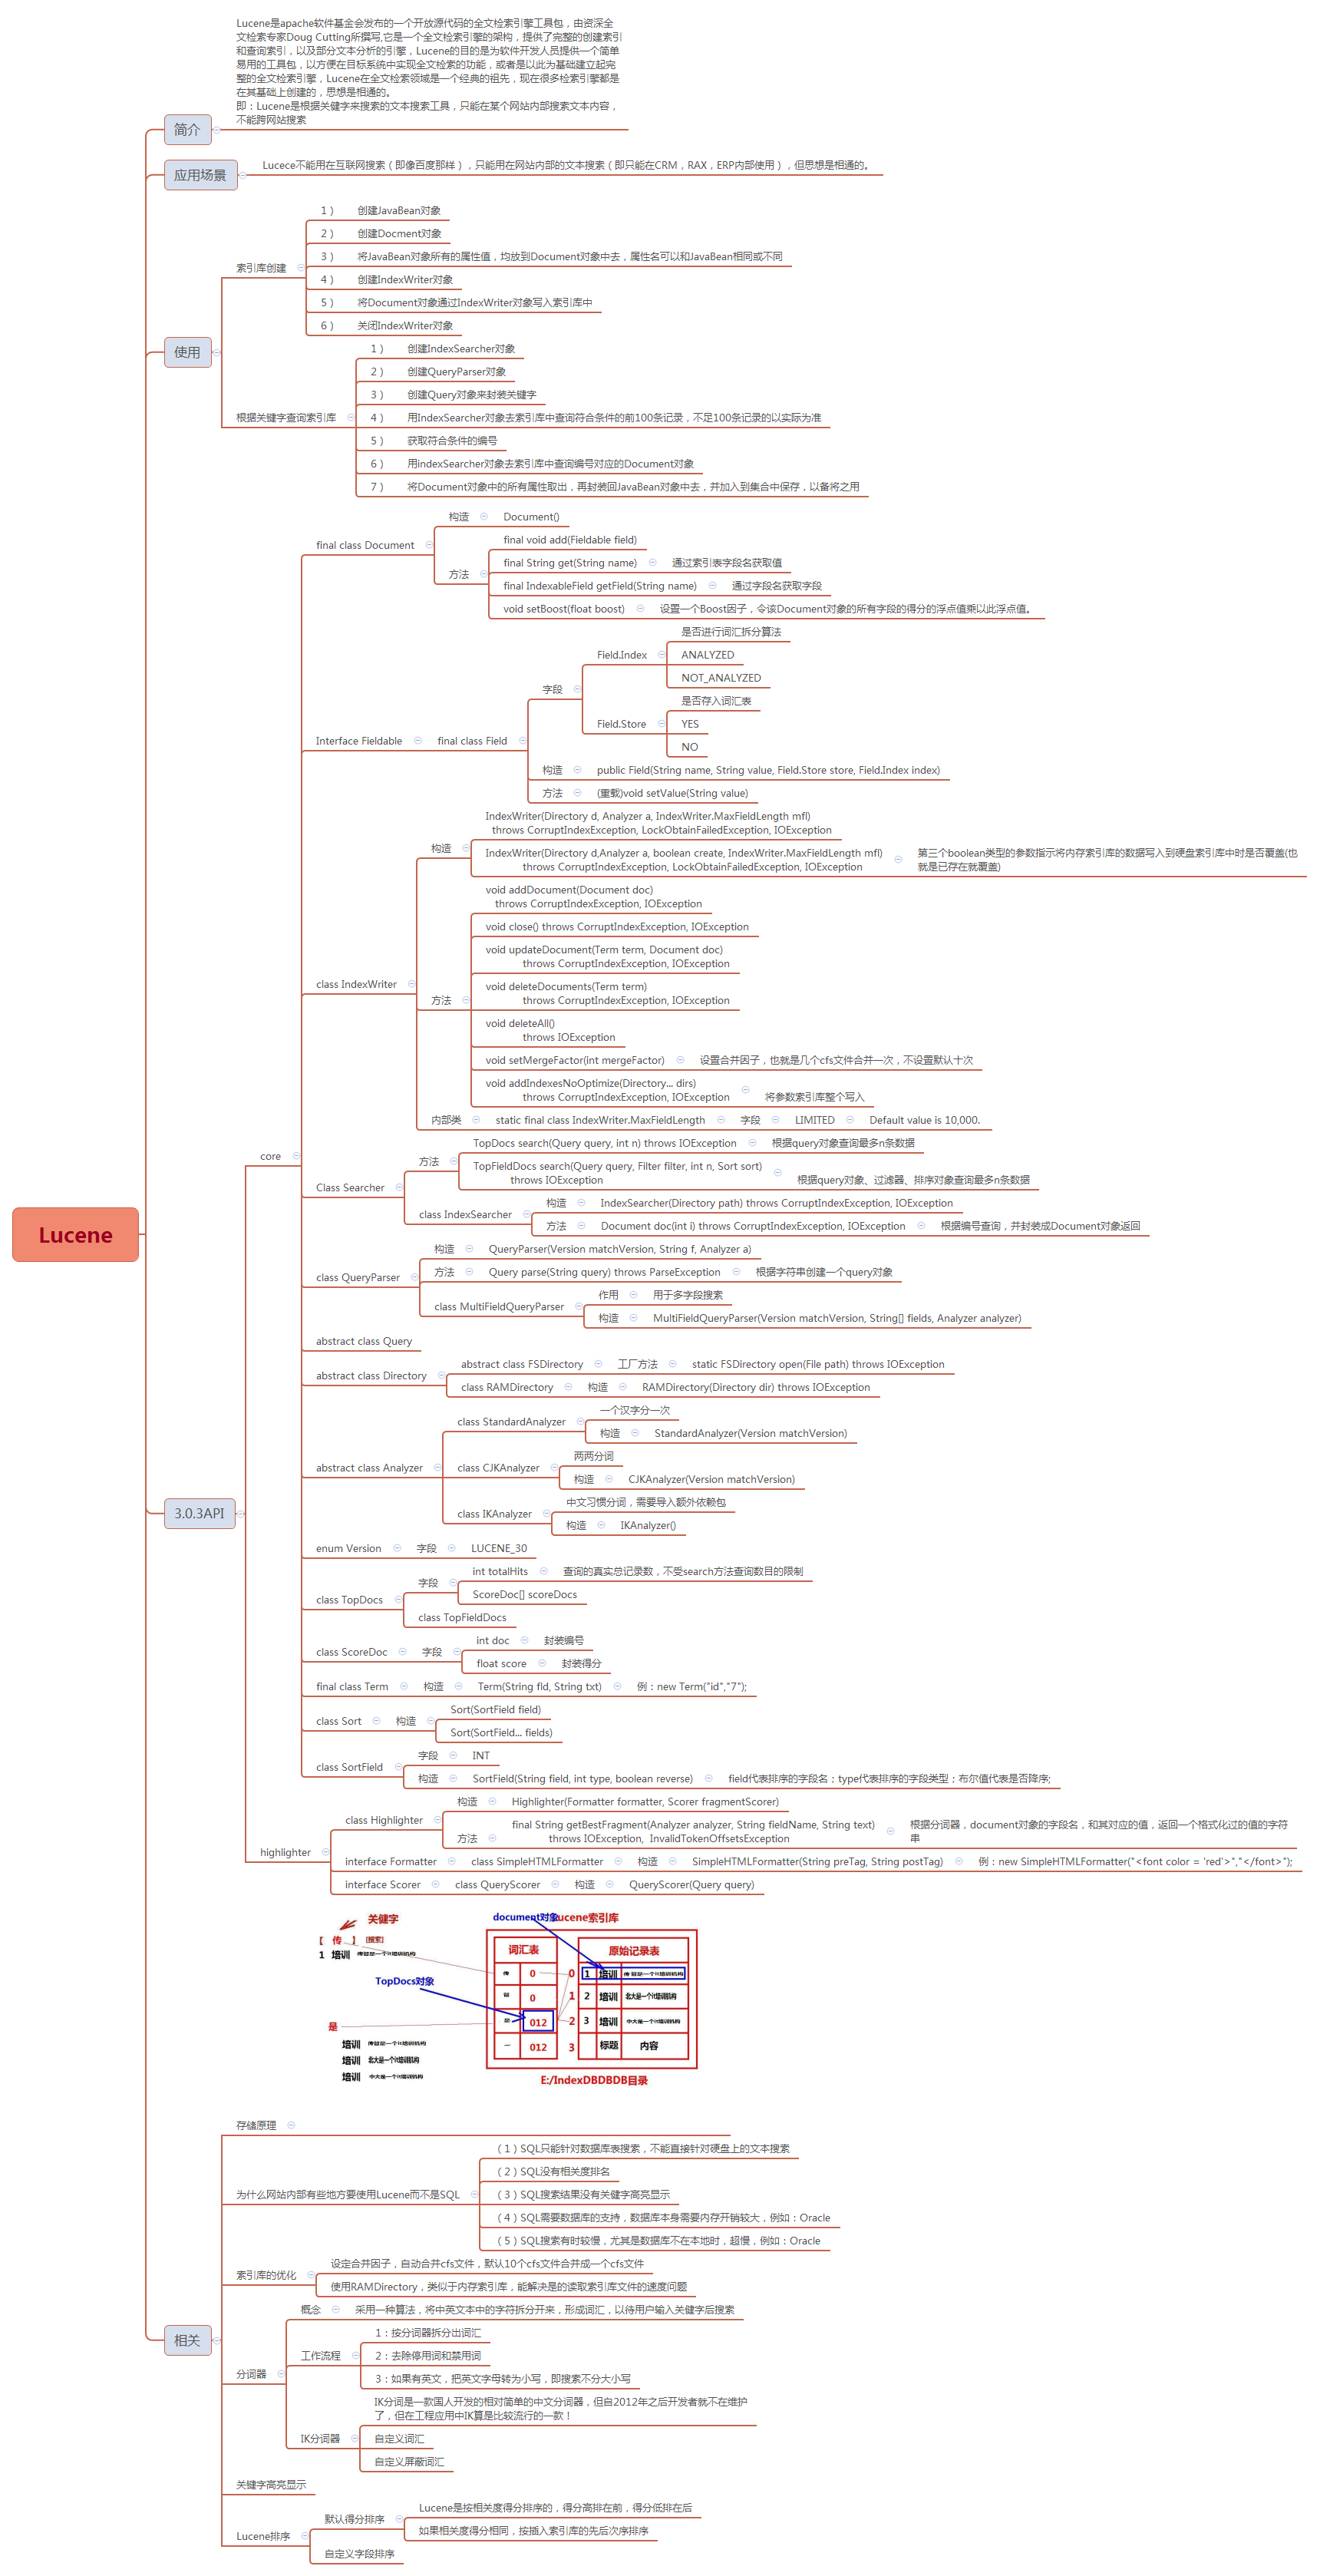 Lucene
简介
Lucene是apache软件基金会发布的一个开放源代码的全文检索引擎工具包，由资深全
文检索专家Doug Cutting所撰写,它是一个全文检索引擎的架构，提供了完整的创建索引
和查询索引，以及部分文本分析的引擎，Lucene的目的是为软件开发人员提供一个简单
易用的工具包，以方便在目标系统中实现全文检索的功能，或者是以此为基础建立起完
整的全文检索引擎，Lucene在全文检索领域是一个经典的祖先，现在很多检索引擎都是
在其基础上创建的，思想是相通的。
即：Lucene是根据关健字来搜索的文本搜索工具，只能在某个网站内部搜索文本内容，
不能跨网站搜索
应用场景
Lucece不能用在互联网搜索（即像百度那样），只能用在网站内部的文本搜索（即只能在CRM，RAX，ERP内部使用），但思想是相通的。
使用
索引库创建
1） 创建JavaBean对象
2） 创建Docment对象
3） 将JavaBean对象所有的属性值，均放到Document对象中去，属性名可以和JavaBean相同或不同
4） 创建IndexWriter对象
5） 将Document对象通过IndexWriter对象写入索引库中
6） 关闭IndexWriter对象
根据关键字查询索引库
1） 创建IndexSearcher对象
2） 创建QueryParser对象
3） 创建Query对象来封装关键字
4） 用IndexSearcher对象去索引库中查询符合条件的前100条记录，不足100条记录的以实际为准
5） 获取符合条件的编号
6） 用indexSearcher对象去索引库中查询编号对应的Document对象
7） 将Document对象中的所有属性取出，再封装回JavaBean对象中去，并加入到集合中保存，以备将之用
3.0.3API
core
final class Document
构造 Document()
方法
final void add(Fieldable field)
final String get(String name) 通过索引表字段名获取值
final IndexableField getField(String name) 通过字段名获取字段
void setBoost(float boost) 设置一个Boost因子，令该Document对象的所有字段的得分的浮点值乘以此浮点值。
Interface Fieldable final class Field
字段
Field.Index
是否进行词汇拆分算法
ANALYZED
NOT_ANALYZED
Field.Store
是否存入词汇表
YES
NO
构造 public Field(String name, String value, Field.Store store, Field.Index index)
方法 (重载)void setValue(String value)
class IndexWriter
构造
IndexWriter(Directory d, Analyzer a, IndexWriter.MaxFieldLength mfl)
throws CorruptIndexException, LockObtainFailedException, IOException
IndexWriter(Directory d,Analyzer a, boolean create, IndexWriter.MaxFieldLength mfl)
throws CorruptIndexException, LockObtainFailedException, IOException
第三个boolean类型的参数指示将内存索引库的数据写入到硬盘索引库中时是否覆盖(也
就是已存在就覆盖)
方法
void addDocument(Document doc)
throws CorruptIndexException, IOException
void close() throws CorruptIndexException, IOException
void updateDocument(Term term, Document doc)
throws CorruptIndexException, IOException
void deleteDocuments(Term term)
throws CorruptIndexException, IOException
void deleteAll()
throws IOException
void setMergeFactor(int mergeFactor) 设置合并因子，也就是几个cfs文件合并一次，不设置默认十次
void addIndexesNoOptimize(Directory... dirs)
throws CorruptIndexException, IOException 将参数索引库整个写入
内部类 static final class IndexWriter.MaxFieldLength 字段 LIMITED Default value is 10,000.
Class Searcher
方法
TopDocs search(Query query, int n) throws IOException 根据query对象查询最多n条数据
TopFieldDocs search(Query query, Filter filter, int n, Sort sort)
throws IOException 根据query对象、过滤器、排序对象查询最多n条数据
class IndexSearcher
构造 IndexSearcher(Directory path) throws CorruptIndexException, IOException
方法 Document doc(int i) throws CorruptIndexException, IOException 根据编号查询，并封装成Document对象返回
class QueryParser
构造 QueryParser(Version matchVersion, String f, Analyzer a)
方法 Query parse(String query) throws ParseException 根据字符串创建一个query对象
class MultiFieldQueryParser
作用 用于多字段搜索
构造 MultiFieldQueryParser(Version matchVersion, String[] fields, Analyzer analyzer)
abstract class Query
abstract class Directory
abstract class FSDirectory 工厂方法 static FSDirectory open(File path) throws IOException
class RAMDirectory 构造 RAMDirectory(Directory dir) throws IOException
abstract class Analyzer
class StandardAnalyzer
一个汉字分一次
构造 StandardAnalyzer(Version matchVersion)
class CJKAnalyzer
两两分词
构造 CJKAnalyzer(Version matchVersion)
class IKAnalyzer
中文习惯分词，需要导入额外依赖包
构造 IKAnalyzer()
enum Version 字段 LUCENE_30
class TopDocs
字段
int totalHits 查询的真实总记录数，不受search方法查询数目的限制
ScoreDoc[] scoreDocs
class TopFieldDocs
class ScoreDoc 字段
int doc 封装编号
float score 封装得分
final class Term 构造 Term(String fld, String txt) 例：new Term("id","7");
class Sort 构造
Sort(SortField field)
Sort(SortField... fields)
class SortField
字段 INT
构造 SortField(String field, int type, boolean reverse) field代表排序的字段名；type代表排序的字段类型；布尔值代表是否降序;
highlighter
class Highlighter
构造 Highlighter(Formatter formatter, Scorer fragmentScorer)
方法
final String getBestFragment(Analyzer analyzer, String fieldName, String text)
throws IOException, InvalidTokenOffsetsException
根据分词器，document对象的字段名，和其对应的值，返回一个格式化过的值的字符
串
interface Formatter class SimpleHTMLFormatter 构造 SimpleHTMLFormatter(String preTag, String postTag) 例：new SimpleHTMLFormatter("<font color = 'red'>","</font>");
interface Scorer class QueryScorer 构造 QueryScorer(Query query)
相关
存储原理
关健字
【 传 】 [搜索]
1 培训 传智是一个it培训机构
TopDocs对象
是
培训 传智是一个it培训机构
培训 北大是一个it培训机构
培训 中大是一个it培训机构
document对象
Lucene索引库
词汇表
传 0
智 0
是 012
一 012
原始记录表
0 1 培训 传智是一个it培训机构
1 2 培训 北大是一个it培训机构
2 3 培训 中大是一个it培训机构
3 标题 内容
E:/IndexDBDBDB目录
为什么网站内部有些地方要使用Lucene而不是SQL
（1）SQL只能针对数据库表搜索，不能直接针对硬盘上的文本搜索
（2）SQL没有相关度排名
（3）SQL搜索结果没有关健字高亮显示
（4）SQL需要数据库的支持，数据库本身需要内存开销较大，例如：Oracle
（5）SQL搜索有时较慢，尤其是数据库不在本地时，超慢，例如：Oracle
索引库的优化
设定合并因子，自动合并cfs文件，默认10个cfs文件合并成一个cfs文件
使用RAMDirectory，类似于内存索引库，能解决是的读取索引库文件的速度问题
分词器
概念 采用一种算法，将中英文本中的字符拆分开来，形成词汇，以待用户输入关健字后搜索
工作流程
1：按分词器拆分出词汇
2：去除停用词和禁用词
3：如果有英文，把英文字母转为小写，即搜索不分大小写
IK分词器
IK分词是一款国人开发的相对简单的中文分词器，但自2012年之后开发者就不在维护
了，但在工程应用中IK算是比较流行的一款！
自定义词汇
自定义屏蔽词汇
关键字高亮显示
Lucene排序
默认得分排序
Lucene是按相关度得分排序的，得分高排在前，得分低排在后
如果相关度得分相同，按插入索引库的先后次序排序
自定义字段排序